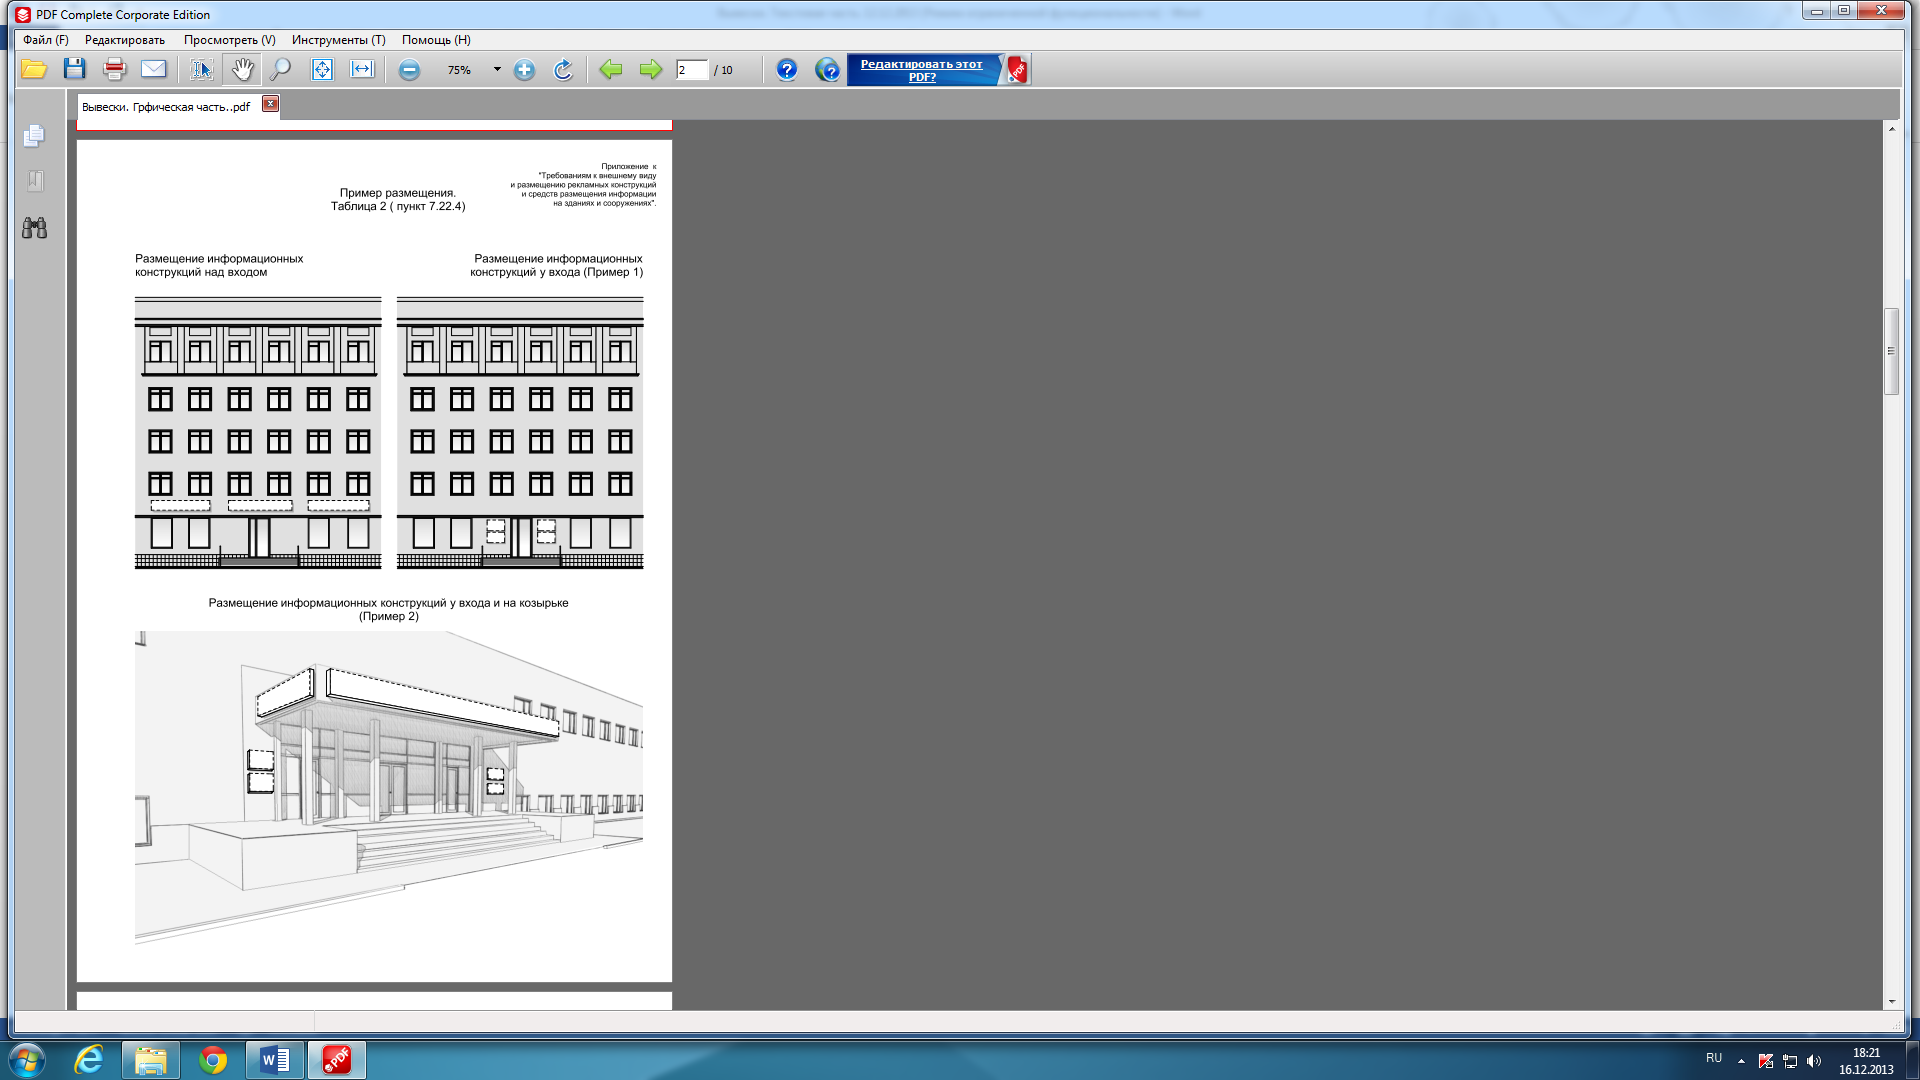 PDF Complete Corporate Edition
Файл (F) Редактировать Просмотреть (V) Инструменты (T) Помощь (H)
75% 2 / 10 Редактировать этот
PDF?
Вывески. Грфическая часть..pdf
Приложение к
"Требованиям к внешнему виду
и размещению рекламных конструкций
и средств размещения информации
на зданиях и сооружениях".
Пример размещения.
Таблица 2 ( пункт 7.22.4)
Размещение информационных
конструкций над входом
Размещение информационных
конструкций у входа (Пример 1)
Размещение информационных конструкций у входа и на козырьке
(Пример 2)
RU
18:21
16.12.2013